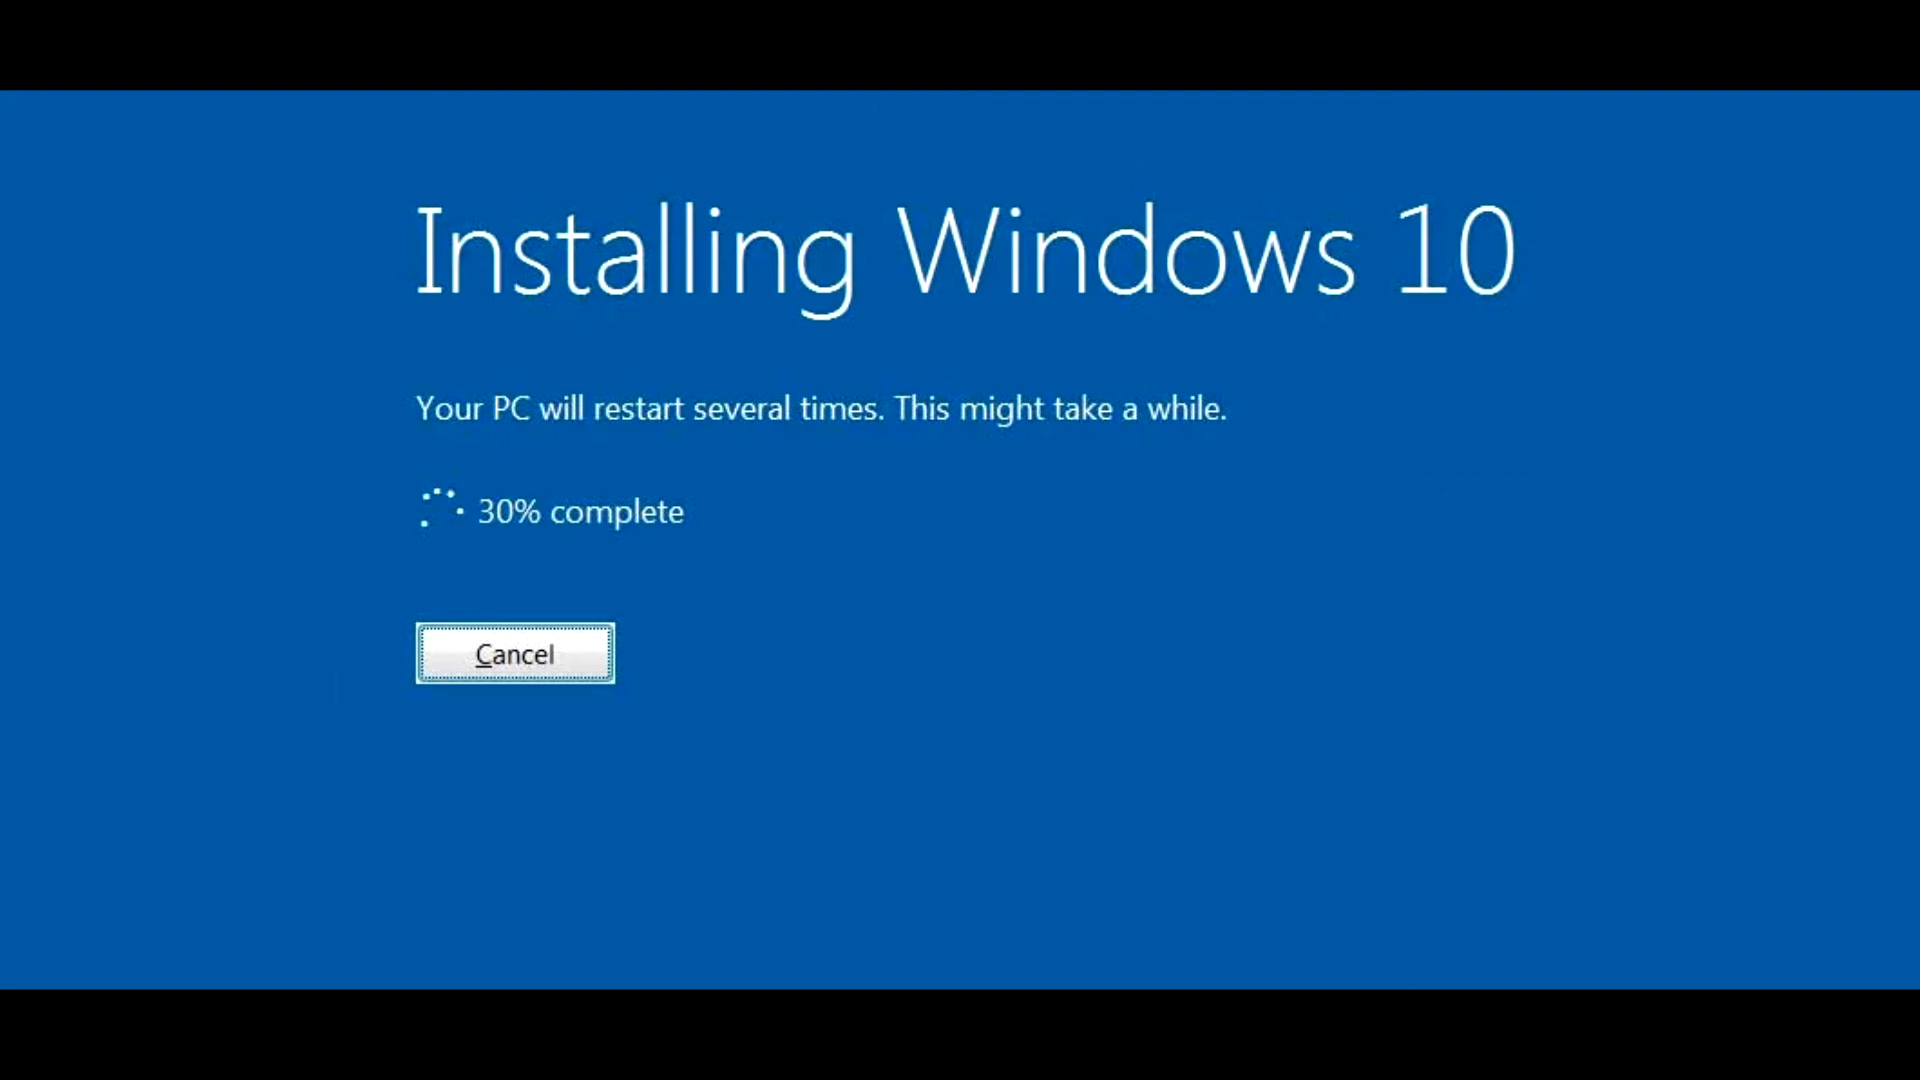 Installing Windows 10
Your PC will restart several times. This might take a while.
30% complete
Cancel